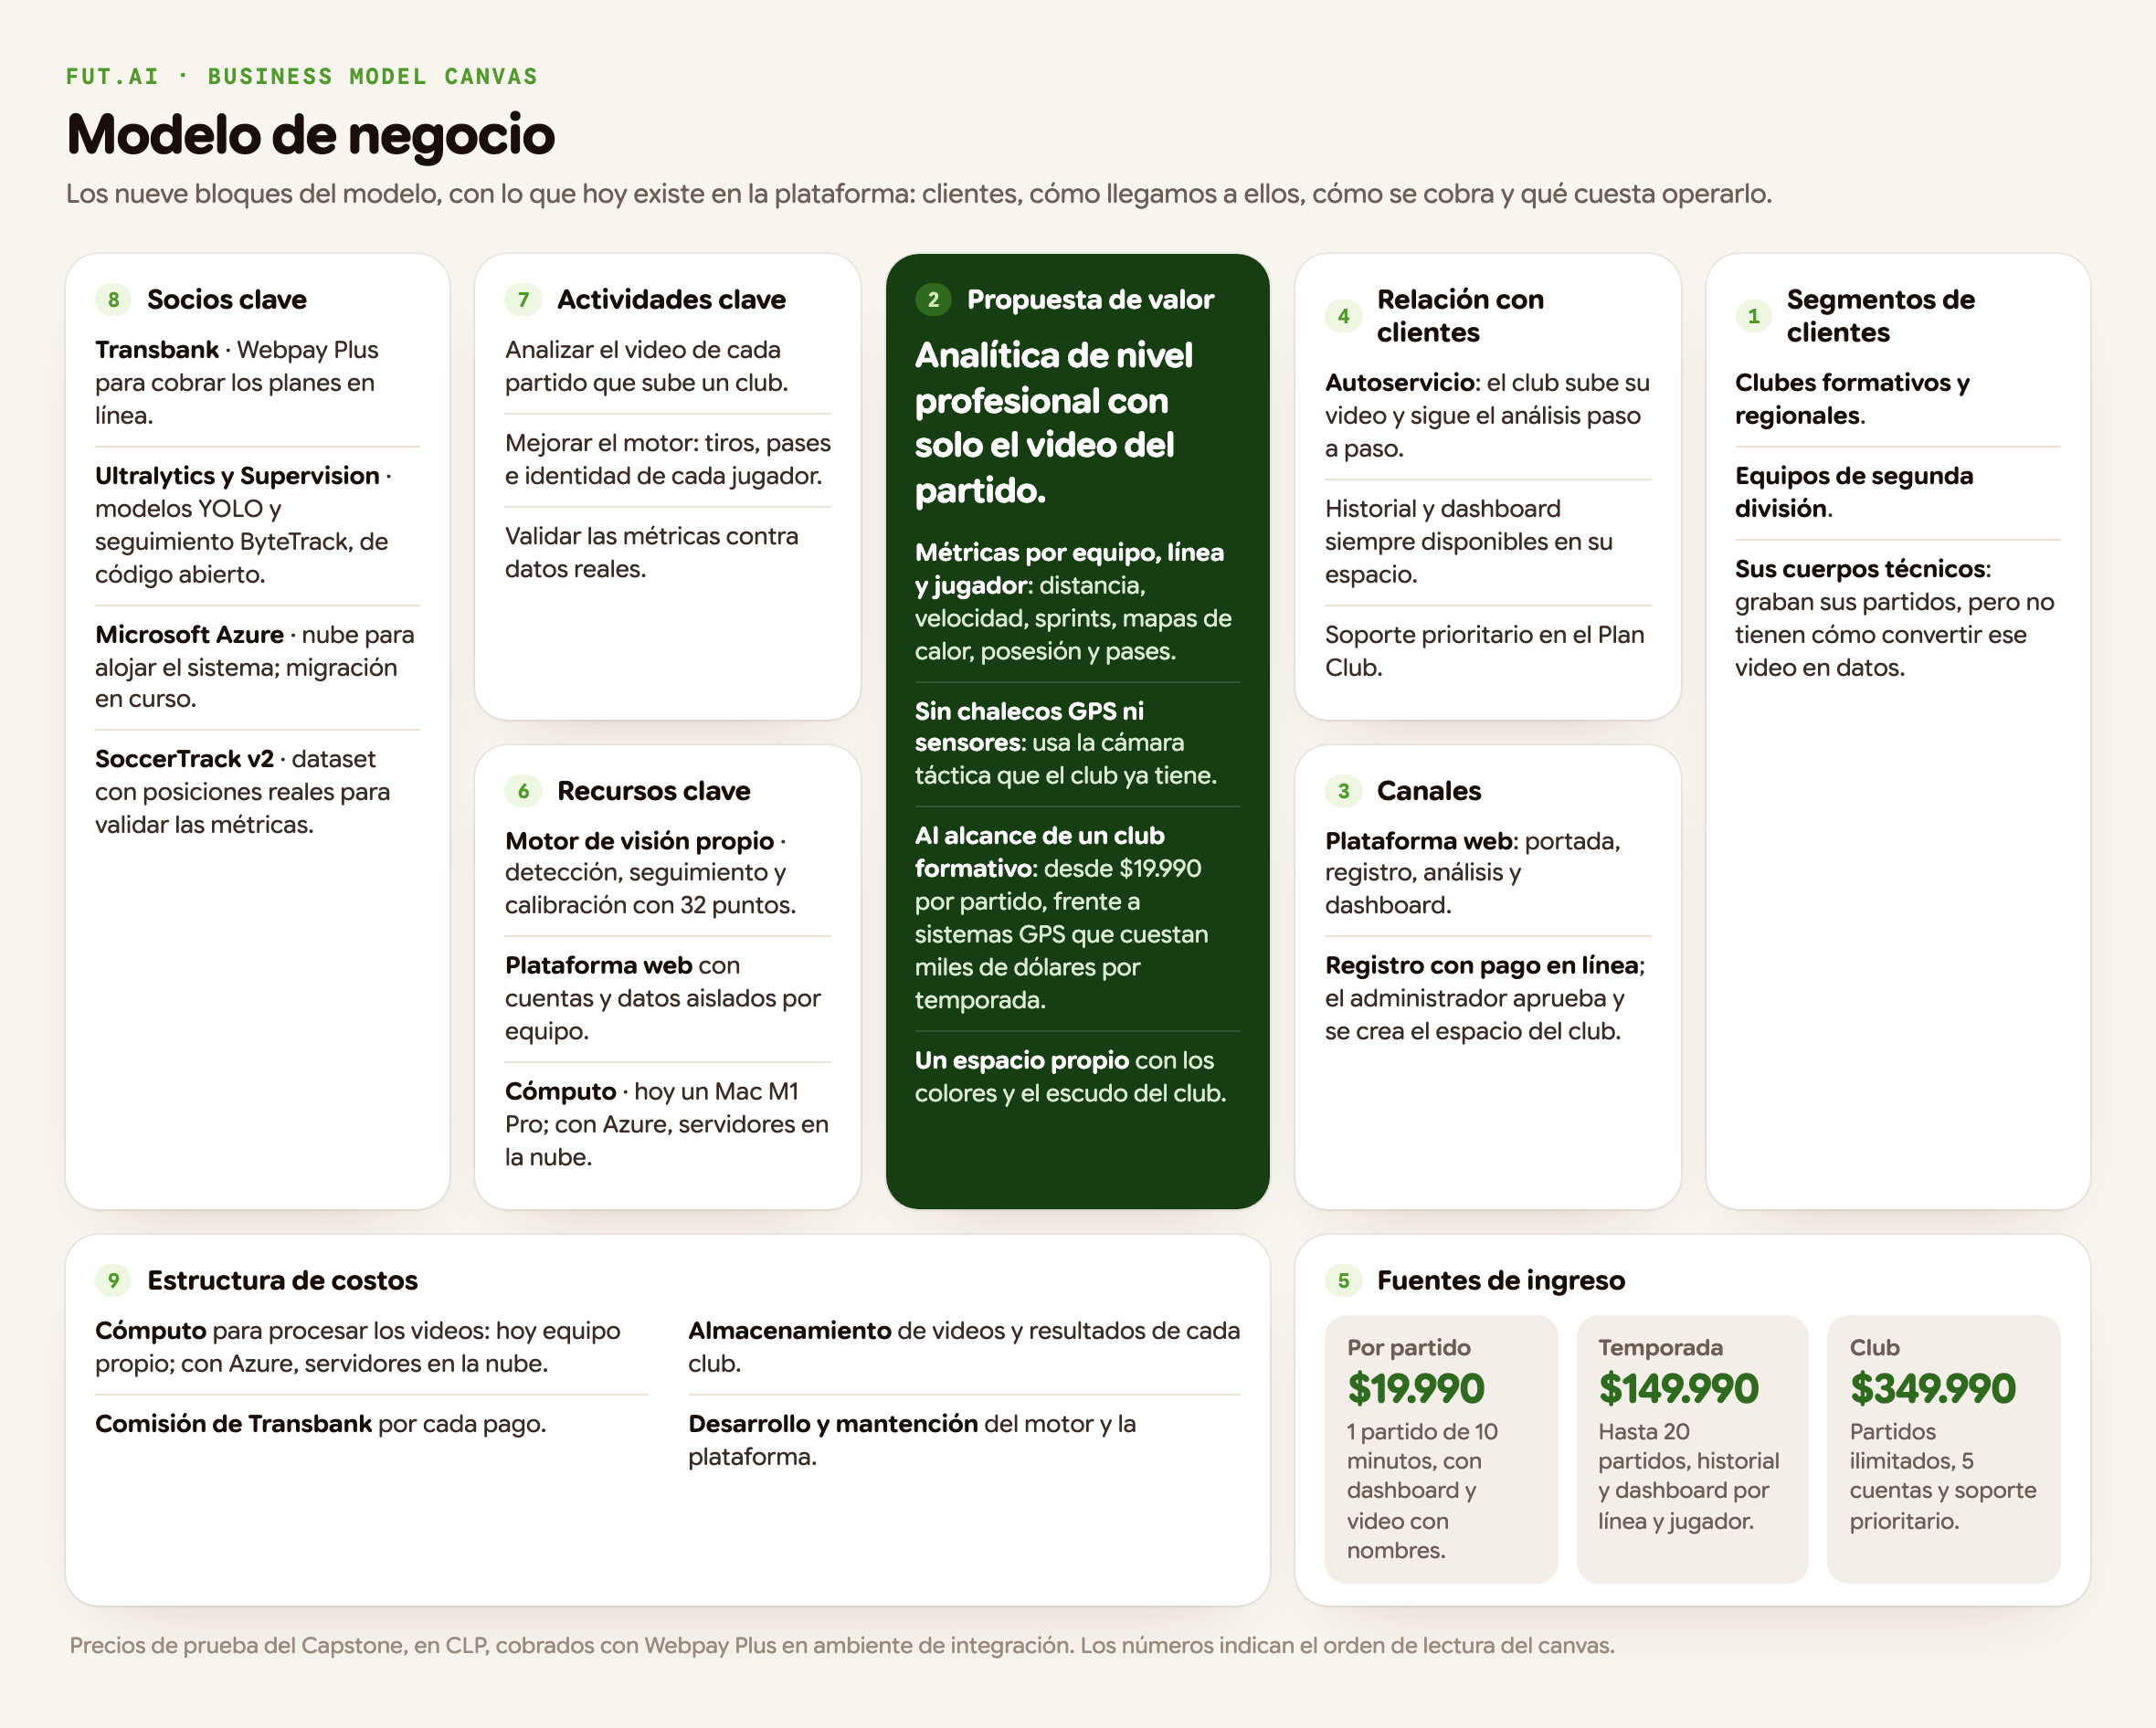 FUT.AI · BUSINESS MODEL CANVAS
Modelo de negocio
Los nueve bloques del modelo, con lo que hoy existe en la plataforma: clientes, cómo llegamos a ellos, cómo se cobra y qué cuesta operarlo.
8 Socios clave
Transbank · Webpay Plus
para cobrar los planes en
línea.
Ultralytics y Supervision ·
modelos YOLO y
seguimiento ByteTrack, de
código abierto.
Microsoft Azure · nube para
alojar el sistema; migración
en curso.
SoccerTrack v2 · dataset
con posiciones reales para
validar las métricas.
7 Actividades clave
Analizar el video de cada
partido que sube un club.
Mejorar el motor: tiros, pases
e identidad de cada jugador.
Validar las métricas contra
datos reales.
6 Recursos clave
Motor de visión propio ·
detección, seguimiento y
calibración con 32 puntos.
Plataforma web con
cuentas y datos aislados por
equipo.
Cómputo · hoy un Mac M1
Pro; con Azure, servidores en
la nube.
2 Propuesta de valor
Analítica de nivel
profesional con
solo el video del
partido.
Métricas por equipo, línea
y jugador: distancia,
velocidad, sprints, mapas de
calor, posesión y pases.
Sin chalecos GPS ni
sensores: usa la cámara
táctica que el club ya tiene.
Al alcance de un club
formativo: desde $19.990
por partido, frente a
sistemas GPS que cuestan
miles de dólares por
temporada.
Un espacio propio con los
colores y el escudo del club.
4 Relación con
clientes
Autoservicio: el club sube su
video y sigue el análisis paso
a paso.
Historial y dashboard
siempre disponibles en su
espacio.
Soporte prioritario en el Plan
Club.
3 Canales
Plataforma web: portada,
registro, análisis y
dashboard.
Registro con pago en línea;
el administrador aprueba y
se crea el espacio del club.
1 Segmentos de
clientes
Clubes formativos y
regionales.
Equipos de segunda
división.
Sus cuerpos técnicos:
graban sus partidos, pero no
tienen cómo convertir ese
video en datos.
9 Estructura de costos
Cómputo para procesar los videos: hoy equipo
propio; con Azure, servidores en la nube.
Comisión de Transbank por cada pago.
Almacenamiento de videos y resultados de cada
club.
Desarrollo y mantención del motor y la
plataforma.
5 Fuentes de ingreso
Por partido
$19.990
1 partido de 10
minutos, con
dashboard y
video con
nombres.
Temporada
$149.990
Hasta 20
partidos, historial
y dashboard por
línea y jugador.
Club
$349.990
Partidos
ilimitados, 5
cuentas y soporte
prioritario.
Precios de prueba del Capstone, en CLP, cobrados con Webpay Plus en ambiente de integración. Los números indican el orden de lectura del canvas.